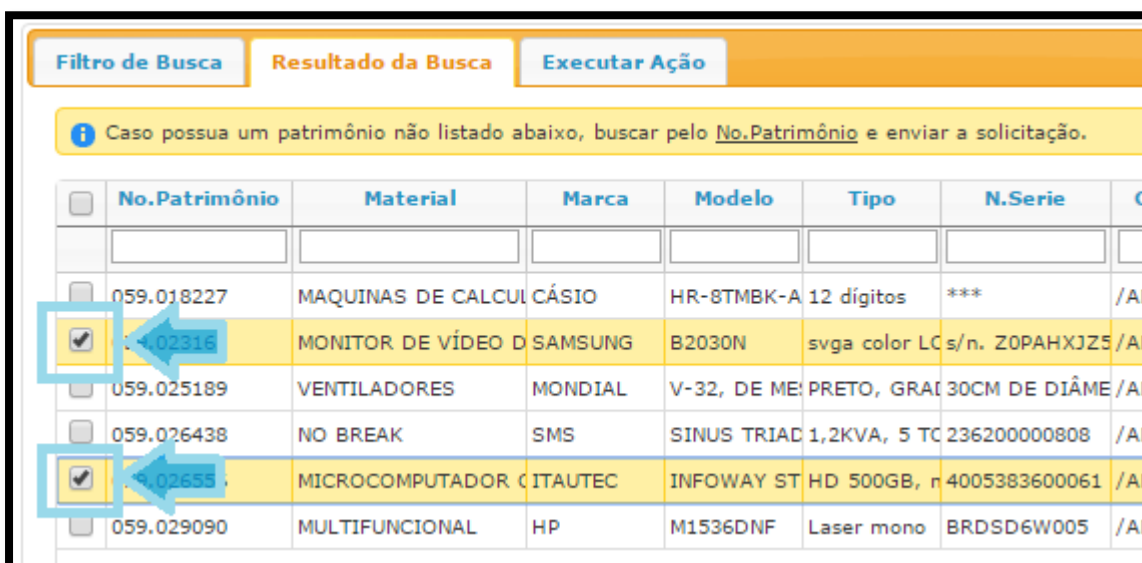 Filtro de Busca Resultado da Busca Executar Ação
Caso possua um patrimônio não listado abaixo, buscar pelo No.Patrimônio e enviar a solicitação.
No.Patrimônio Material Marca Modelo Tipo N.Serie
059.018227 MAQUINAS DE CALCUL CÁSIO HR-8TMBK-A 12 dígitos *** /A
MONITOR DE VÍDEO D SAMSUNG B2030N svga color LC s/n. Z0PAHXJZ5 /A
059.025189 VENTILADORES MONDIAL V-32, DE MES PRETO, GRAD 30CM DE DIÂME /A
059.026438 NO BREAK SMS SINUS TRIAD 1,2KVA, 5 TO 236200000808 /A
MICROCOMPUTADOR ITAUTEC INFOWAY ST HD 500GB, 4005383600061 /A
059.029090 MULTIFUNCIONAL HP M1536DNF Laser mono BRDSD6W005 /A